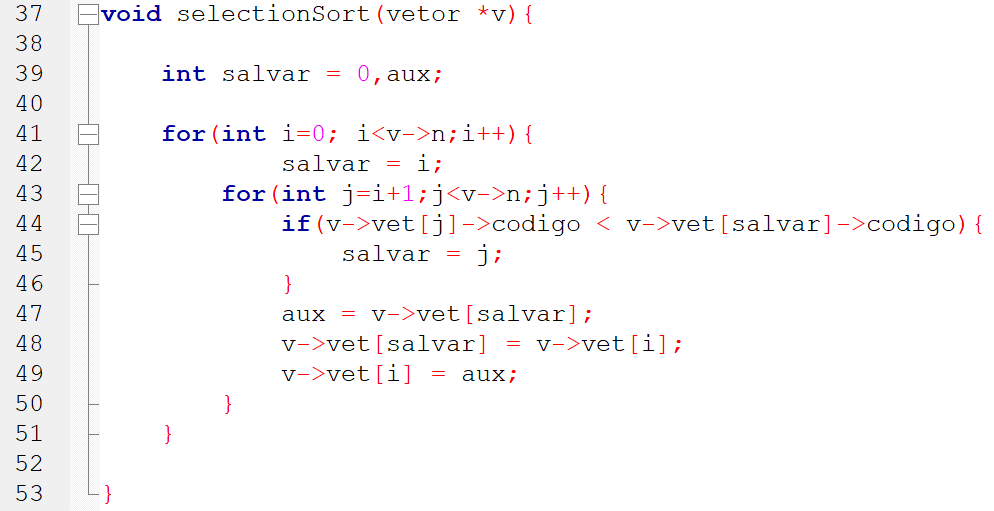 37 void selectionSort(vetor *v){
38
39     int salvar = 0,aux;
40
41     for(int i=0; i<v->n;i++){
42             salvar = i;
43         for(int j=i+1;j<v->n;j++){
44             if(v->vet[j]->codigo < v->vet[salvar]->codigo){
45                 salvar = j;
46             }
47             aux = v->vet[salvar];
48             v->vet[salvar] = v->vet[i];
49             v->vet[i] = aux;
50         }
51     }
52
53 }